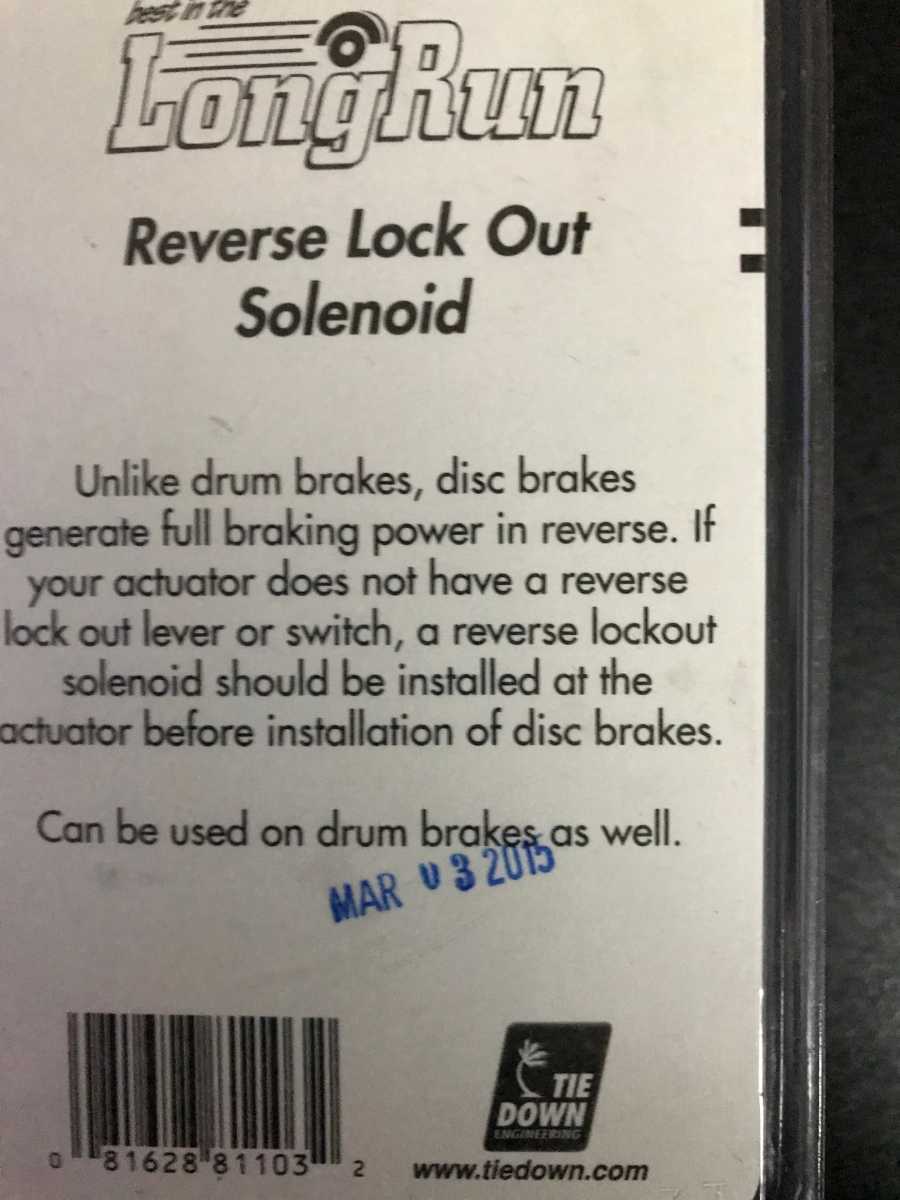 best in the
LongRun
Reverse Lock Out
Solenoid
Unlike drum brakes, disc brakes
generate full braking power in reverse. If
your actuator does not have a reverse
lock out lever or switch, a reverse lockout
solenoid should be installed at the
actuator before installation of disc brakes.
Can be used on drum brakes as well.
MAR 03 2015
TIE
DOWN
ENGINEERING
0 81628 81103 2
www.tiedown.com